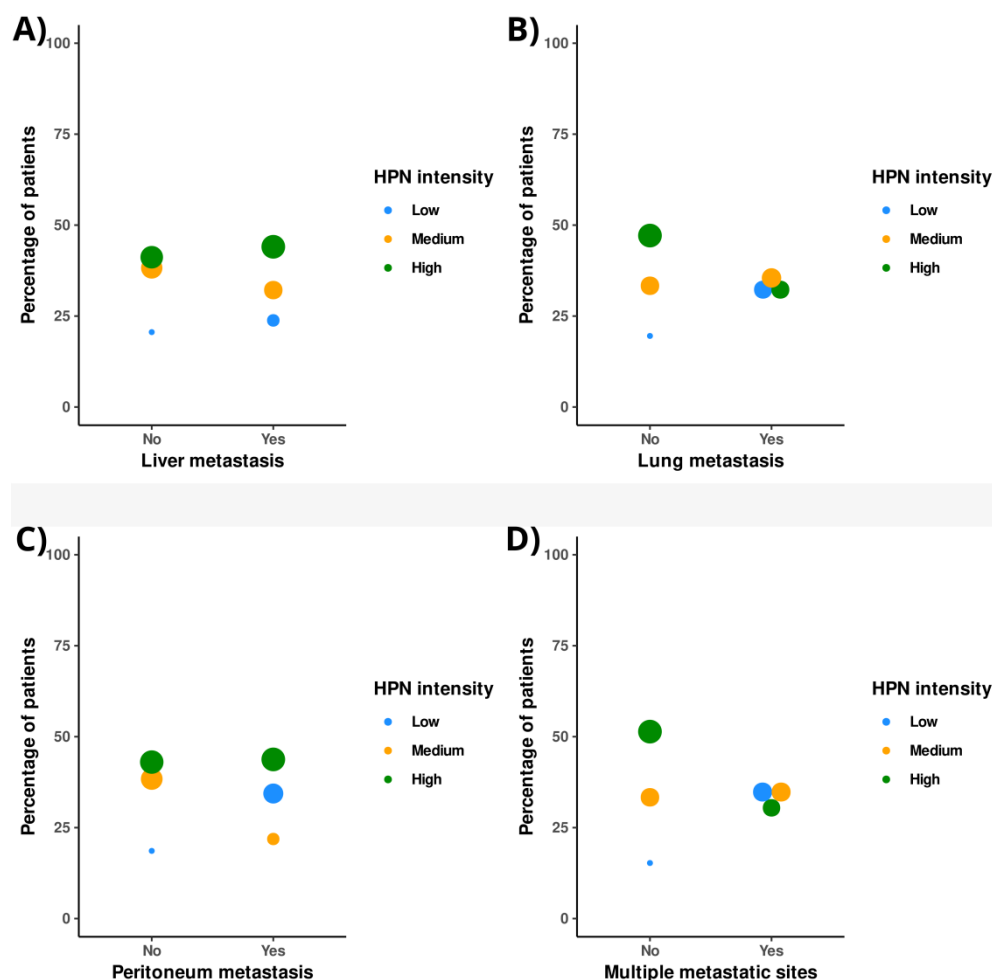 A)
100
75
50
25
0
Percentage of patients
No
Yes
Liver metastasis
HPN intensity
Low
Medium
High
B)
100
75
50
25
0
Percentage of patients
No
Yes
Lung metastasis
HPN intensity
Low
Medium
High
C)
100
75
50
25
0
Percentage of patients
No
Yes
Peritoneum metastasis
HPN intensity
Low
Medium
High
D)
100
75
50
25
0
Percentage of patients
No
Yes
Multiple metastatic sites
HPN intensity
Low
Medium
High